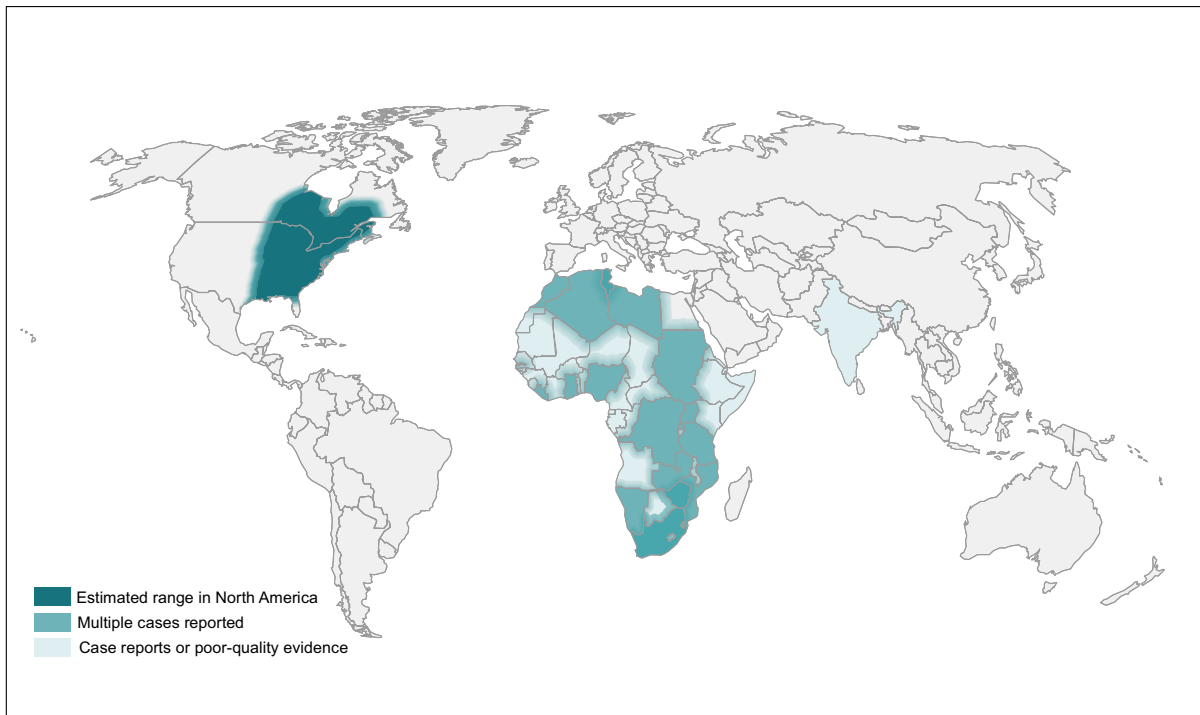 Estimated range in North America
Multiple cases reported
Case reports or poor-quality evidence